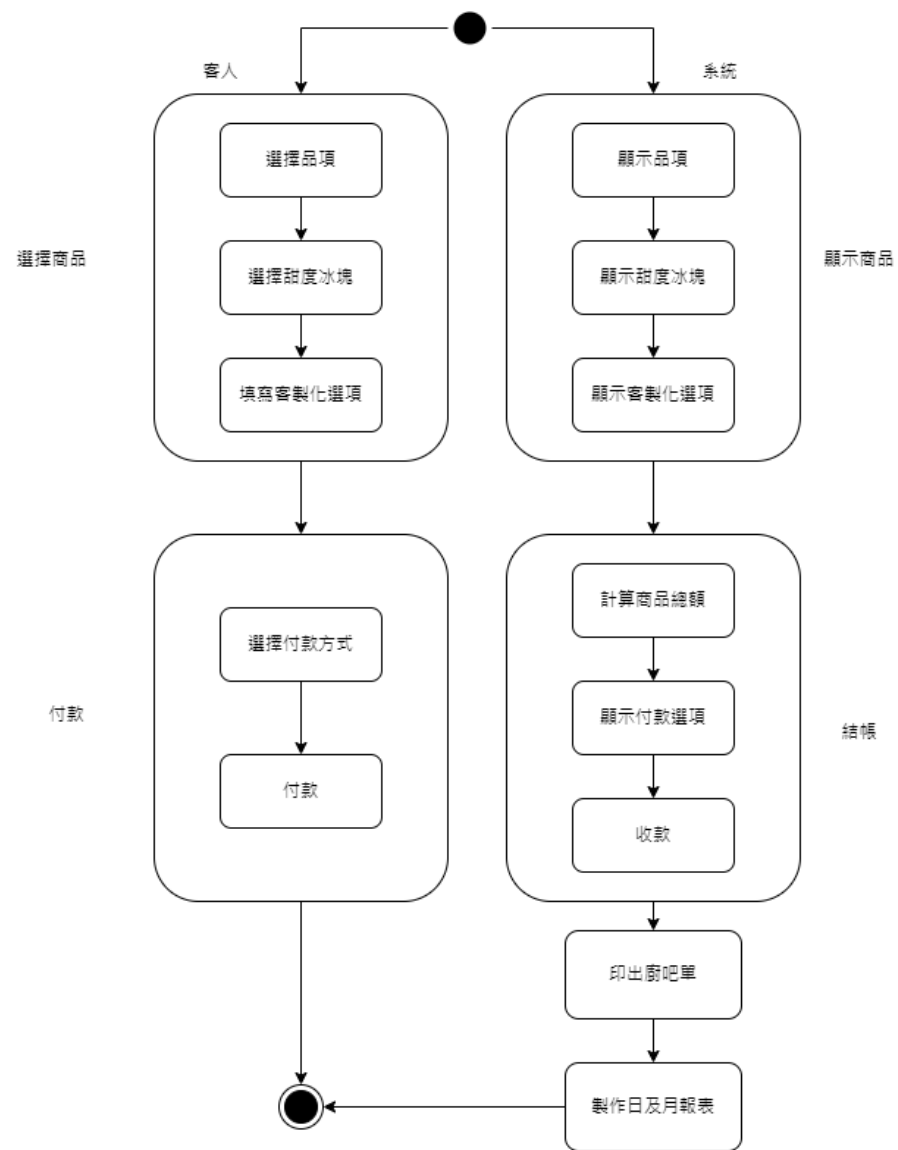 客人
系統
選擇品項
顯示品項
選擇商品
選擇甜度冰塊
顯示甜度冰塊
顯示商品
填寫客製化選項
顯示客製化選項
計算商品總額
選擇付款方式
顯示付款選項
付款
結帳
付款
收款
印出廚吧單
製作日及月報表